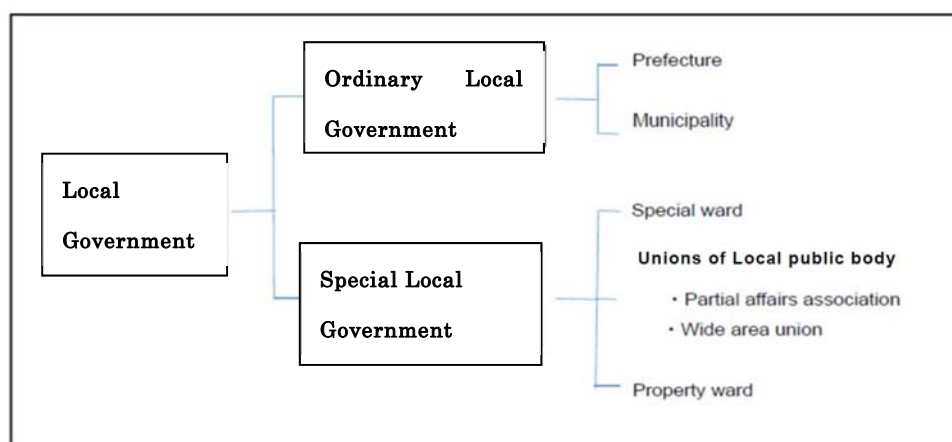 Local
Government
Ordinary Local
Government
Prefecture
Municipality
Special Local
Government
Special ward
Unions of Local public body
・Partial affairs association
・Wide area union
Property ward